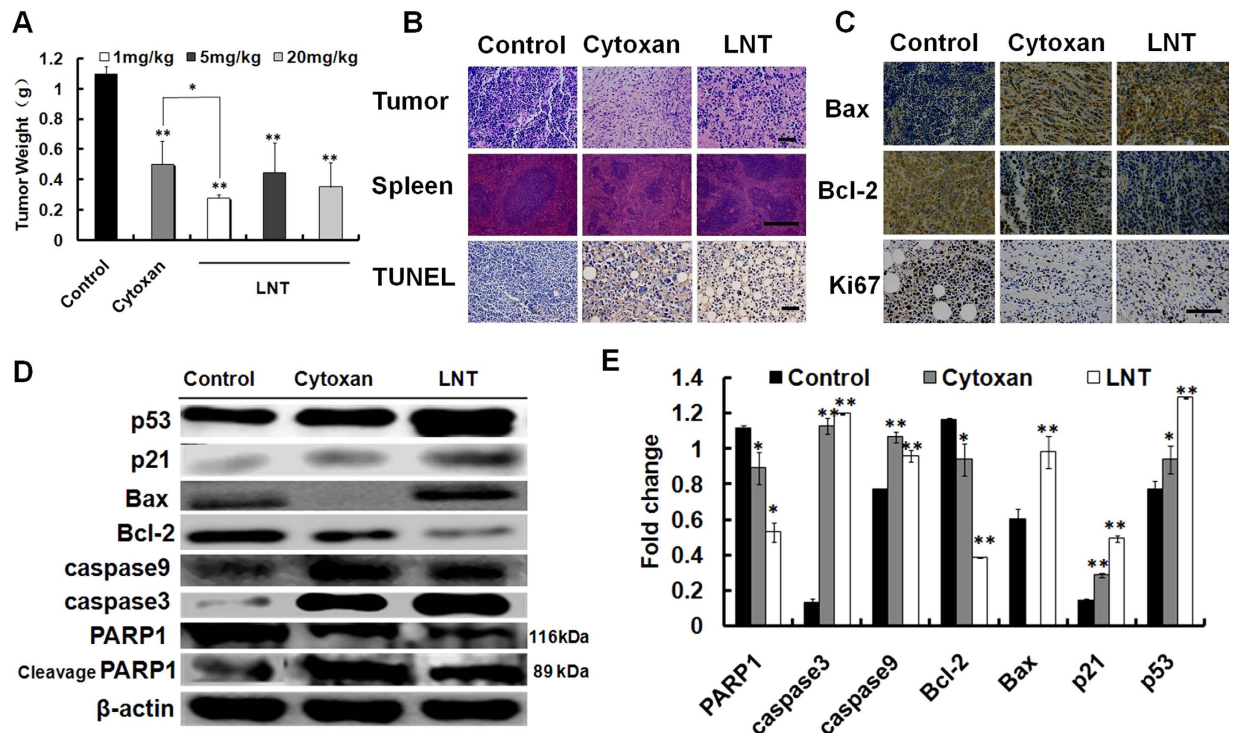 A
1mg/kg 5mg/kg 20mg/kg
Tumor Weight (g)
1.2
1
0.8
0.6
0.4
0.2
0
*
**
**
**
**
Control
Cytoxan
LNT
B
Control Cytoxan LNT
Tumor
Spleen
TUNEL
C
Control Cytoxan LNT
Bax
Bcl-2
Ki67
D
Control Cytoxan LNT
p53
p21
Bax
Bcl-2
caspase9
caspase3
PARP1 116kDa
Cleavage PARP1 89 kDa
β-actin
E
Control Cytoxan LNT
Fold change
1.4
1.2
1
0.8
0.6
0.4
0.2
0
*
*
**
**
**
**
*
**
**
**
**
*
**
PARP1
caspase3
caspase9
Bcl-2
Bax
p21
p53